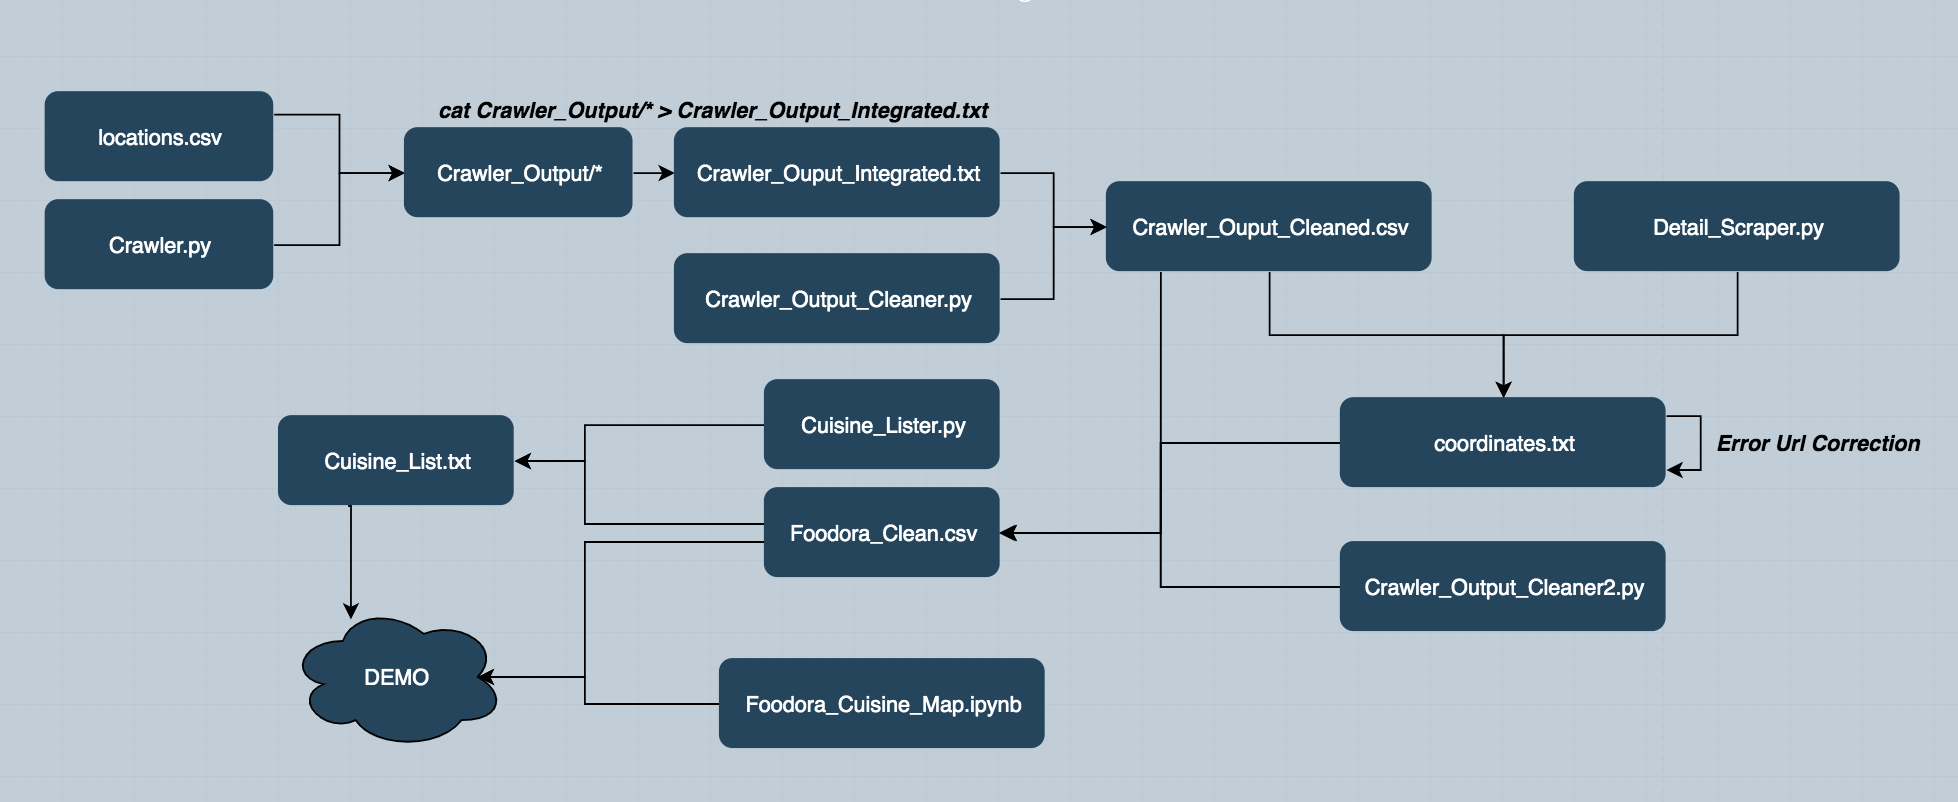 cat Crawler_Output/* > Crawler_Output_Integrated.txt
locations.csv
Crawler.py
Crawler_Output/*
Crawler_Ouput_Integrated.txt
Crawler_Output_Cleaner.py
Crawler_Ouput_Cleaned.csv
Detail_Scraper.py
Cuisine_Lister.py
Cuisine_List.txt
coordinates.txt
Error Url Correction
Foodora_Clean.csv
Crawler_Output_Cleaner2.py
DEMO
Foodora_Cuisine_Map.ipynb